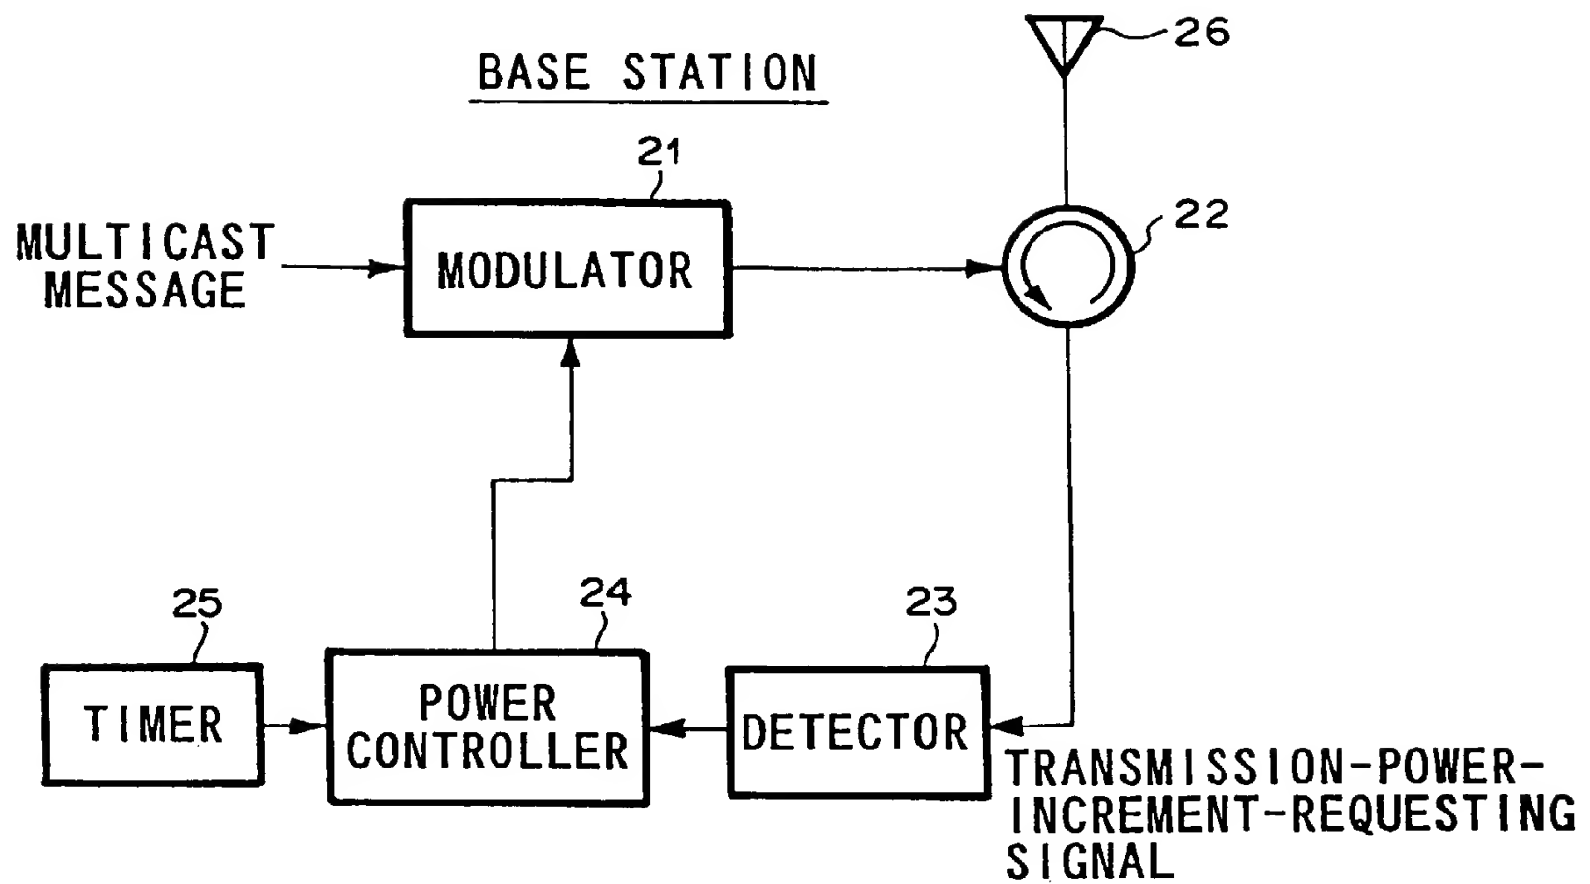 BASE STATION
26
21
22
MULTICAST
MESSAGE
MODULATOR
25
24
23
TIMER
POWER
CONTROLLER
DETECTOR
TRANSMISSION-POWER-
INCREMENT-REQUESTING
SIGNAL